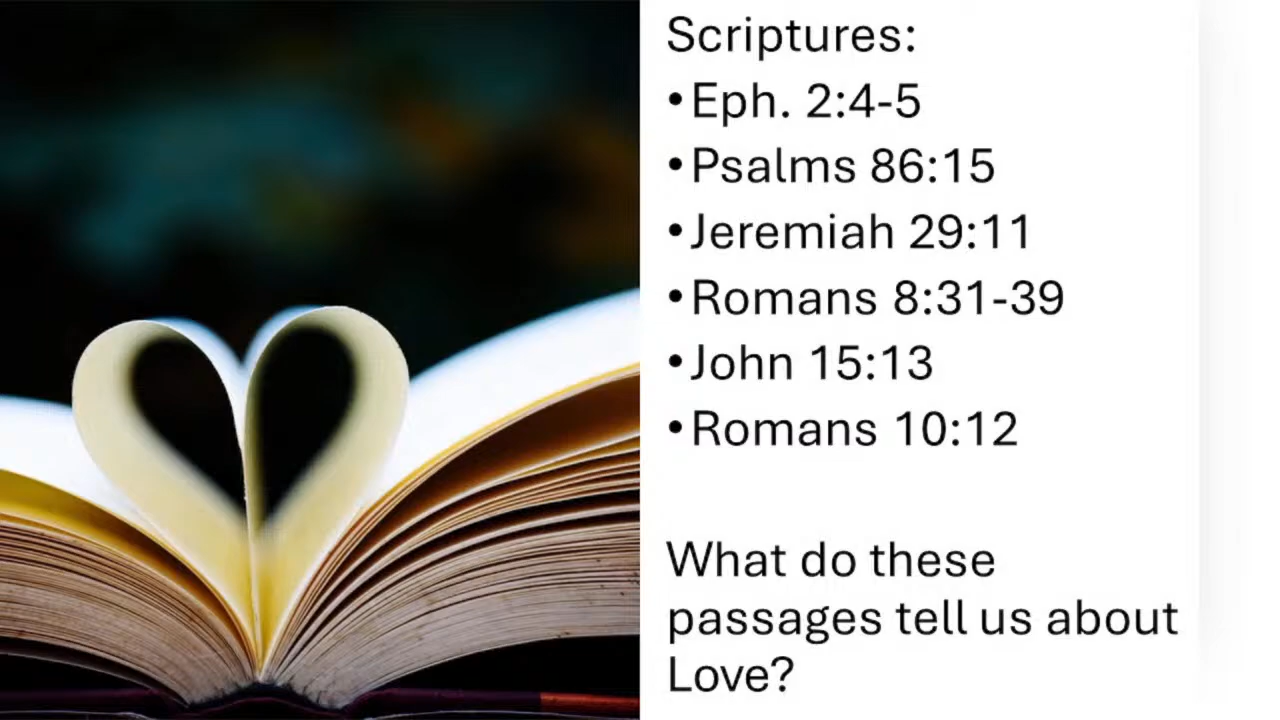 Scriptures:
•Eph. 2:4-5
•Psalms 86:15
•Jeremiah 29:11
•Romans 8:31-39
•John 15:13
•Romans 10:12
What do these
passages tell us about
Love?